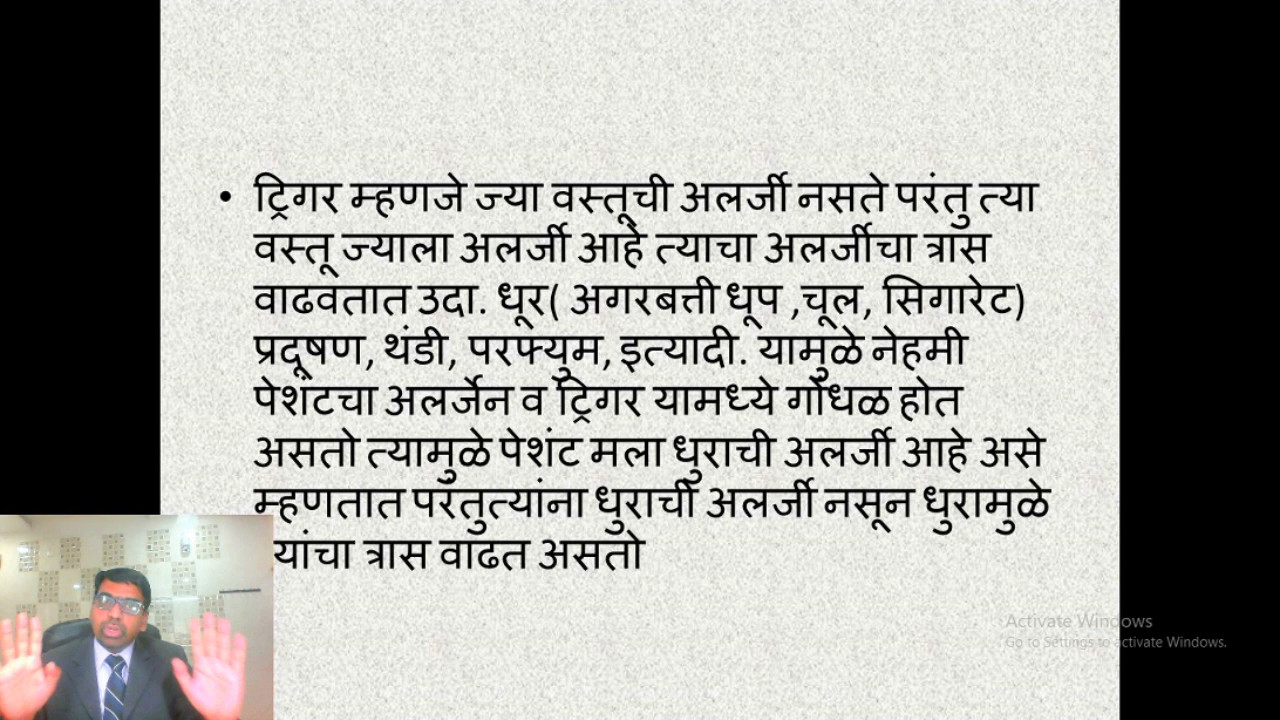 • ट्रिगर म्हणजे ज्या वस्तूची अलर्जी नसते परंतु त्या
वस्तू ज्याला अलर्जी आहे त्याचा अलर्जीचा त्रास
वाढवतात उदा. धूर( अगरबत्ती धूप ,चूल, सिगारेट)
प्रदूषण, थंडी, परफ्युम, इत्यादी. यामुळे नेहमी
पेशंटचा अलर्जेन व ट्रिगर यामध्ये गोंधळ होत
असतो त्यामुळे पेशंट मला धुराची अलर्जी आहे असे
म्हणतात परंतुत्यांना धुराची अलर्जी नसून धुरामुळे
यांचा त्रास वाढत असतो
Activate Windows
Go to Settings to activate Windows.